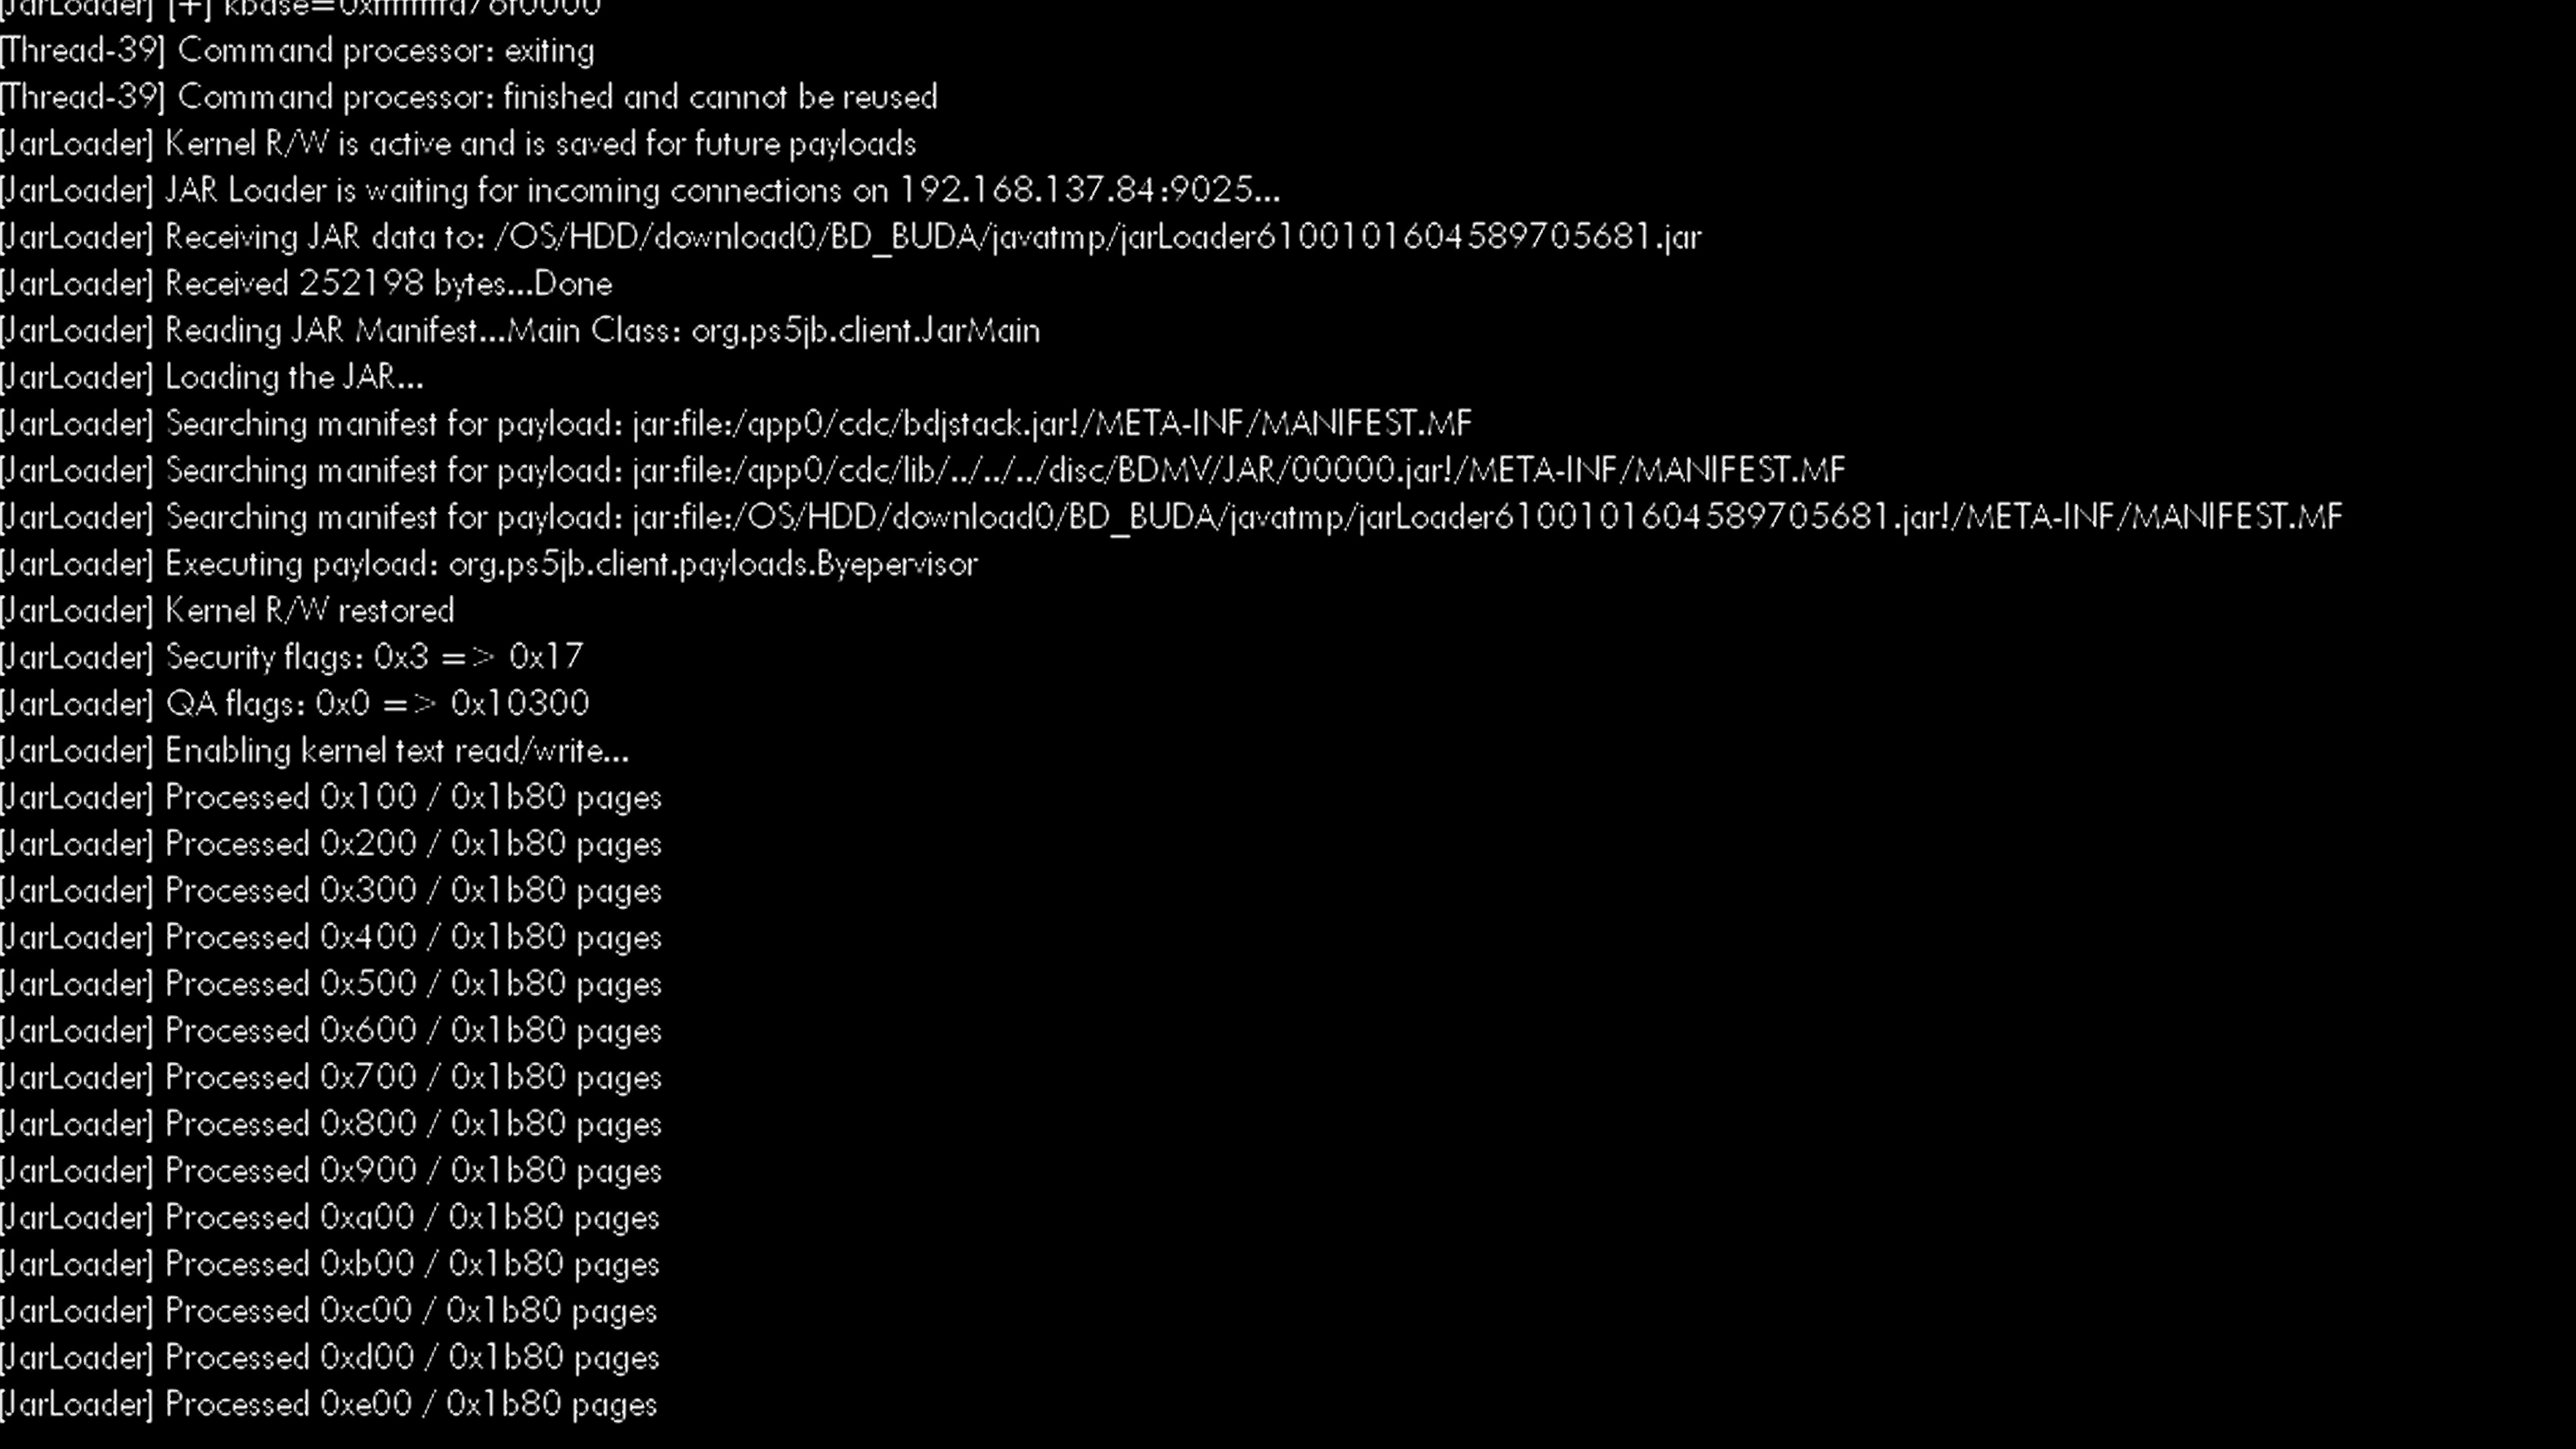 [JarLoader] [+] kbase=
[Thread-39] Command processor: exiting
[Thread-39] Command processor: finished and cannot be reused
[JarLoader] Kernel R/W is active and is saved for future payloads
[JarLoader] JAR Loader is waiting for incoming connections on 192.168.137.84:9025...
[JarLoader] Receiving JAR data to: /OS/HDD/download0/BD_BUDA/javatmp/jarLoader6100101604589705681.jar
[JarLoader] Received 252198 bytes...Done
[JarLoader] Reading JAR Manifest...Main Class: org.ps5jb.client.JarMain
[JarLoader] Loading the JAR...
[JarLoader] Searching manifest for payload: jar:file:/app0/cdc/bdjstack.jar!/META-INF/MANIFEST.MF
[JarLoader] Searching manifest for payload: jar:file:/app0/cdc/lib/../../../disc/BDMV/JAR/00000.jar!/META-INF/MANIFEST.MF
[JarLoader] Searching manifest for payload: jar:file:/OS/HDD/download0/BD_BUDA/javatmp/jarLoader6100101604589705681.jar!/META-INF/MANIFEST.MF
[JarLoader] Executing payload: org.ps5jb.client.payloads.Byepervisor
[JarLoader] Kernel R/W restored
[JarLoader] Security flags: 0x3 => 0x17
[JarLoader] QA flags: 0x0 => 0x10300
[JarLoader] Enabling kernel text read/write...
[JarLoader] Processed 0x100 / 0x1b80 pages
[JarLoader] Processed 0x200 / 0x1b80 pages
[JarLoader] Processed 0x300 / 0x1b80 pages
[JarLoader] Processed 0x400 / 0x1b80 pages
[JarLoader] Processed 0x500 / 0x1b80 pages
[JarLoader] Processed 0x600 / 0x1b80 pages
[JarLoader] Processed 0x700 / 0x1b80 pages
[JarLoader] Processed 0x800 / 0x1b80 pages
[JarLoader] Processed 0x900 / 0x1b80 pages
[JarLoader] Processed 0xa00 / 0x1b80 pages
[JarLoader] Processed 0xb00 / 0x1b80 pages
[JarLoader] Processed 0xc00 / 0x1b80 pages
[JarLoader] Processed 0xd00 / 0x1b80 pages
[JarLoader] Processed 0xe00 / 0x1b80 pages